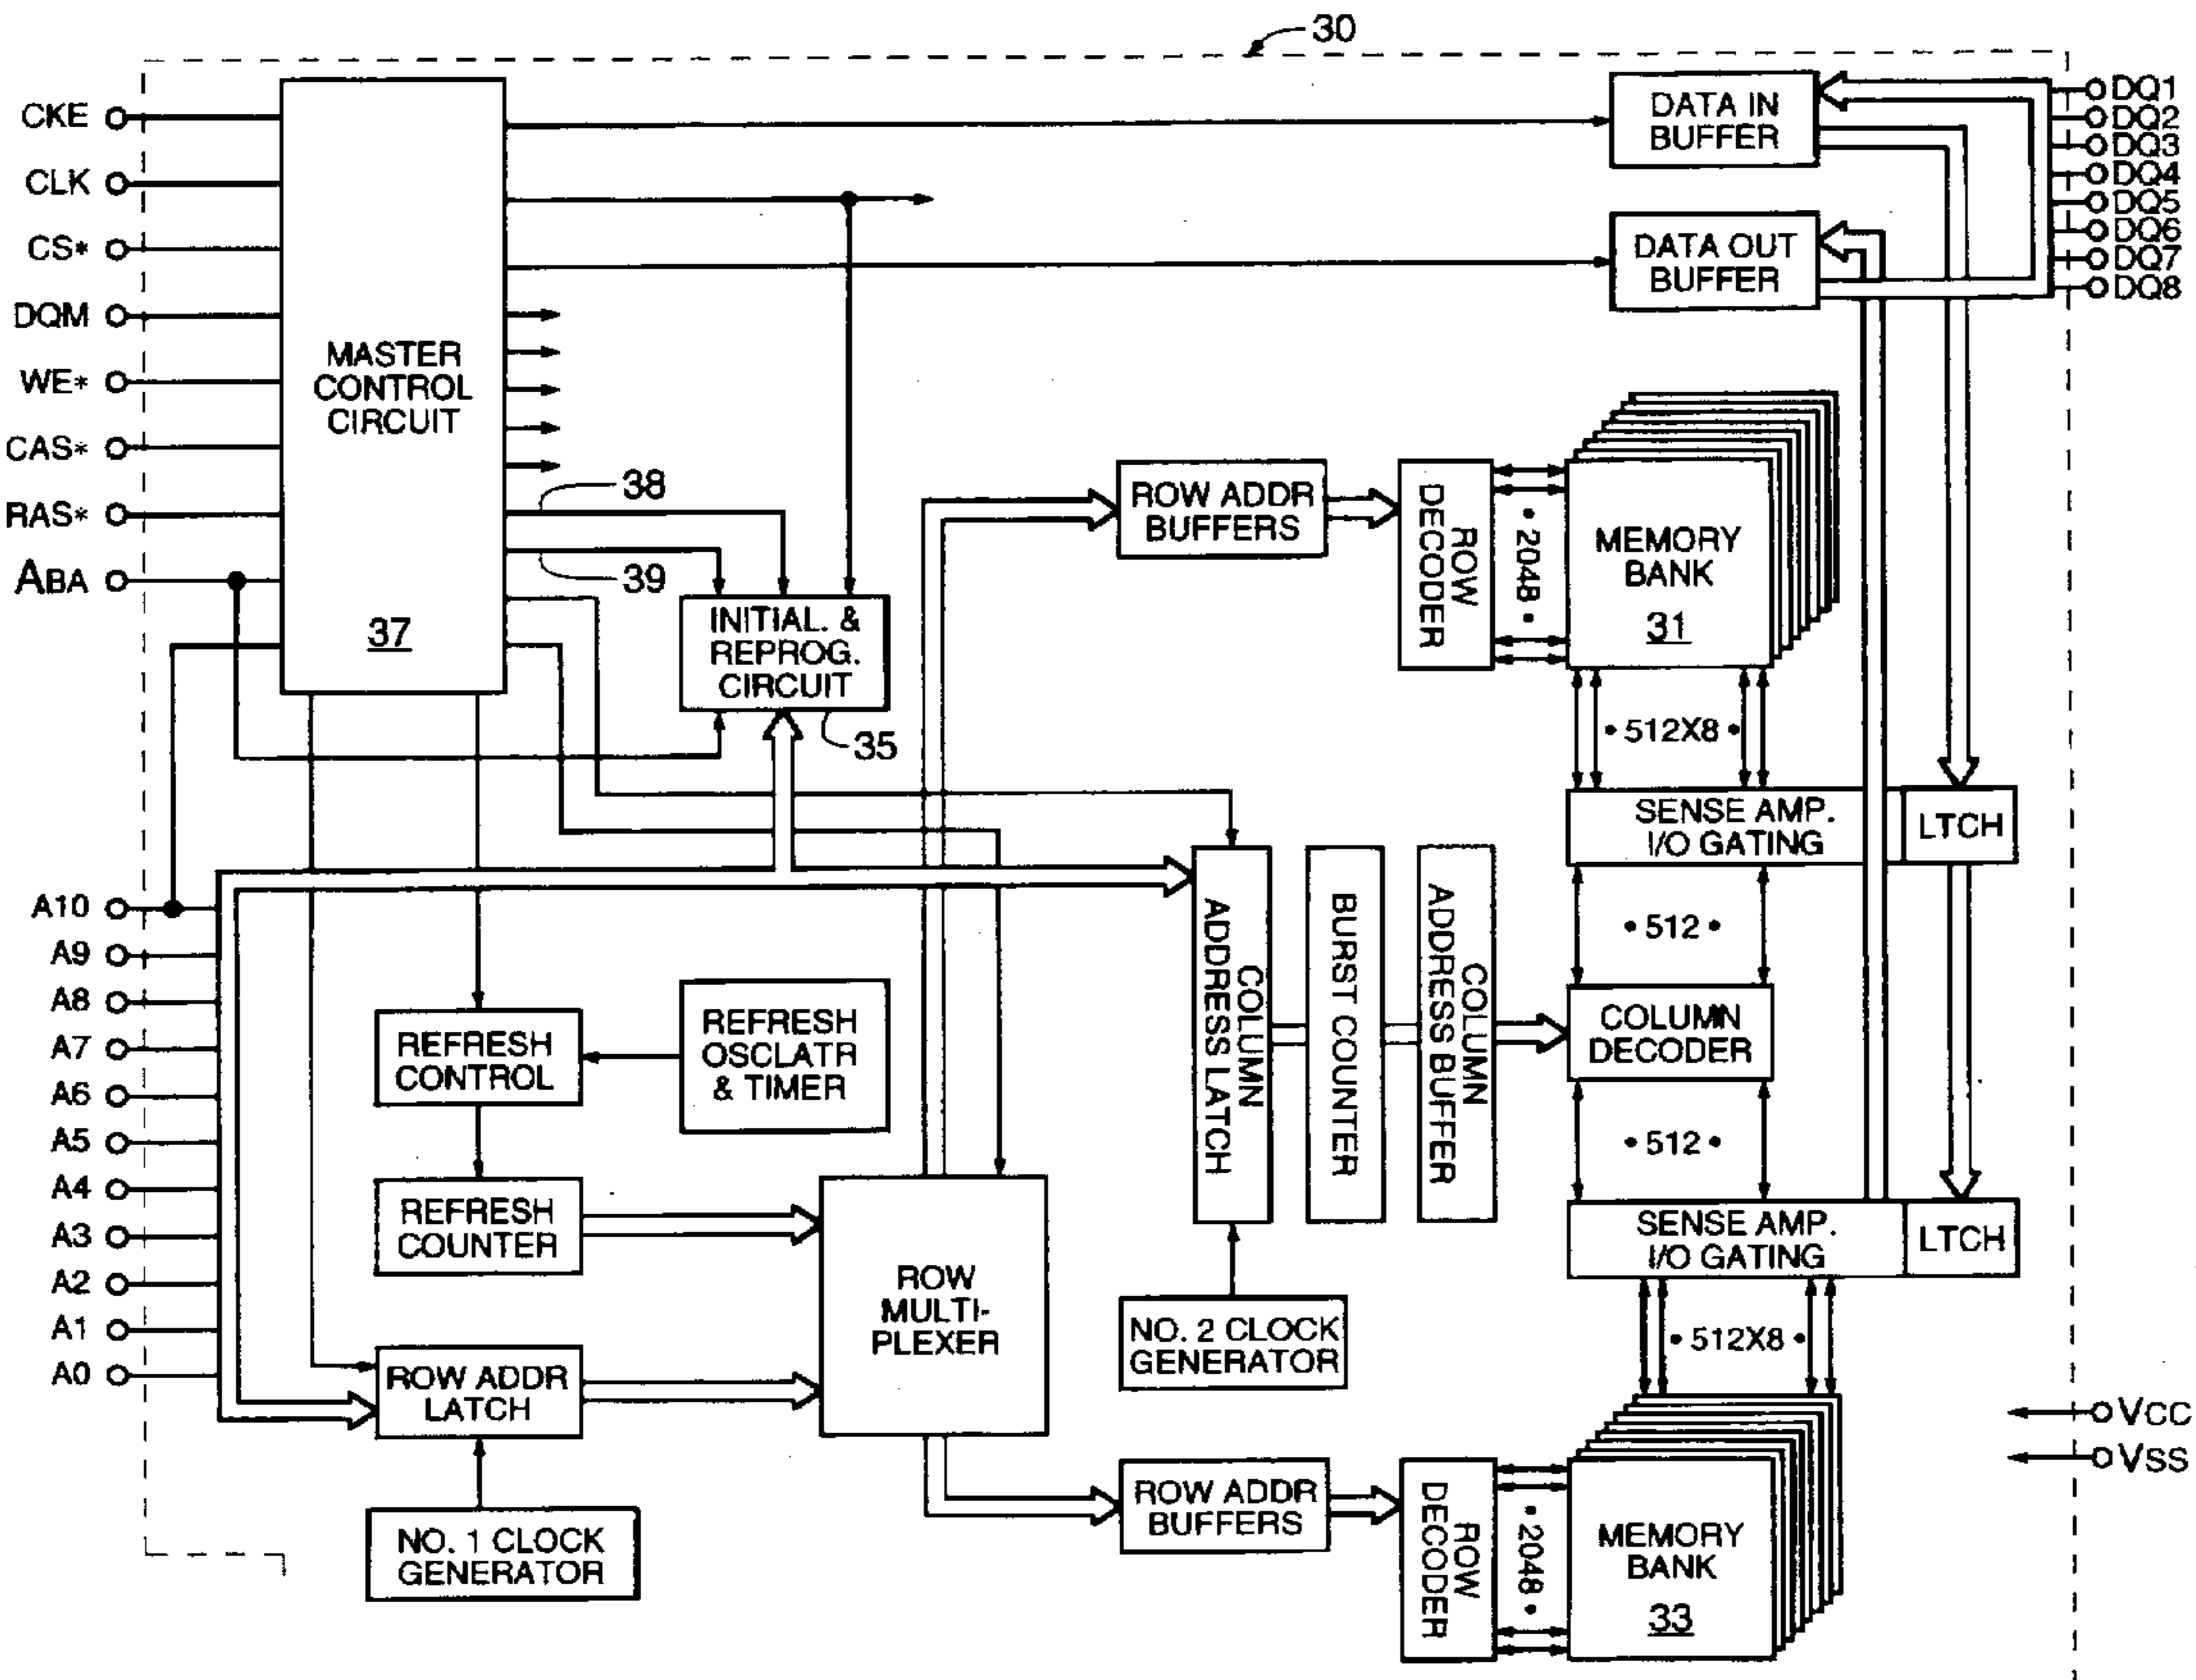 30
CKE
CLK
CS*
DQM
WE*
CAS*
RAS*
ABA
MASTER
CONTROL
CIRCUIT
37
38
39
INITIAL. &
REPROG.
CIRCUIT
35
DATA IN
BUFFER
DATA OUT
BUFFER
DQ1
DQ2
DQ3
DQ4
DQ5
DQ6
DQ7
DQ8
ROW ADDR
BUFFERS
ROW
DECODER
• 2048 •
MEMORY
BANK
31
• 512X8 •
SENSE AMP.
I/O GATING
LTCH
• 512 •
A10
A9
A8
A7
A6
A5
A4
A3
A2
A1
A0
REFRESH
CONTROL
REFRESH
OSCLATR
& TIMER
REFRESH
COUNTER
ROW ADDR
LATCH
NO. 1 CLOCK
GENERATOR
ROW
MULTI-
PLEXER
COLUMN
ADDRESS LATCH
BURST COUNTER
COLUMN
ADDRESS BUFFER
COLUMN
DECODER
NO. 2 CLOCK
GENERATOR
• 512 •
SENSE AMP.
I/O GATING
LTCH
• 512X8 •
VCC
VSS
ROW ADDR
BUFFERS
ROW
DECODER
• 2048 •
MEMORY
BANK
33